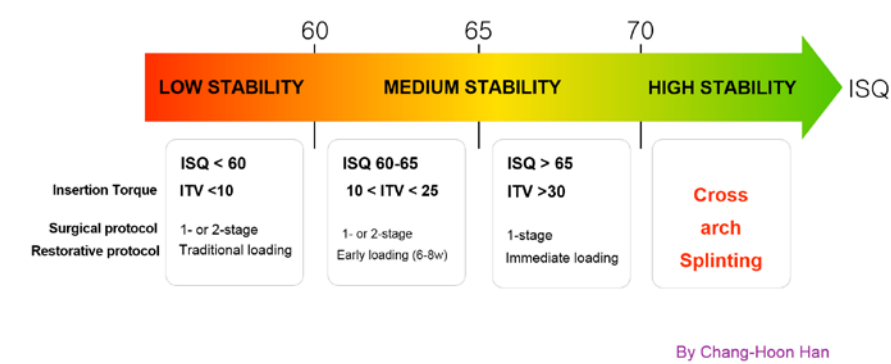 60 65 70
LOW STABILITY MEDIUM STABILITY HIGH STABILITY ISQ
ISQ < 60 ISQ 60-65 ISQ > 65
Insertion Torque ITV <10 10 < ITV < 25 ITV >30
Surgical protocol 1- or 2-stage 1- or 2-stage 1-stage
Restorative protocol Traditional loading Early loading (6-8w) Immediate loading
Cross
arch
Splinting
By Chang-Hoon Han